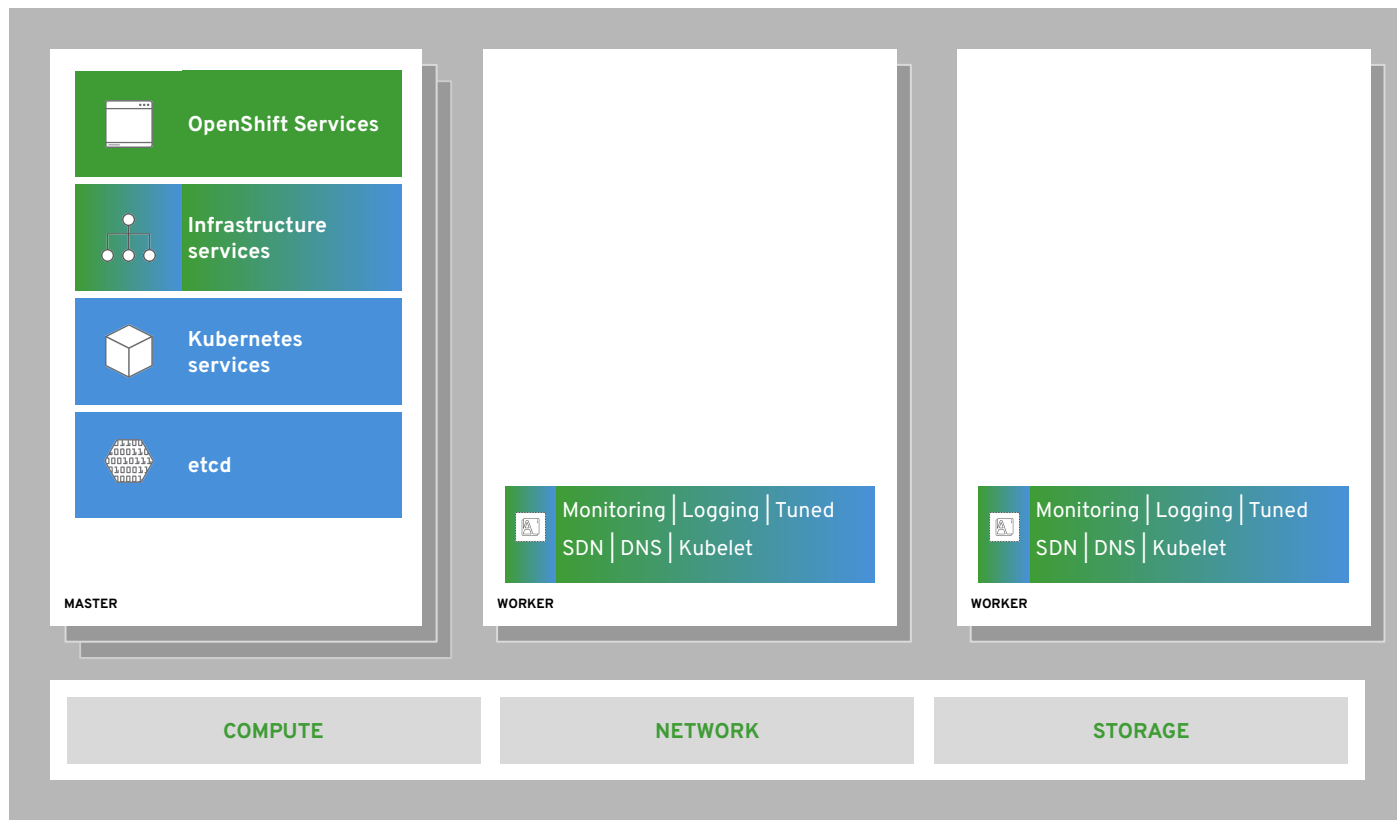 OpenShift Services
Infrastructure
services
Kubernetes
services
etcd
MASTER
Monitoring | Logging | Tuned
SDN | DNS | Kubelet
WORKER
Monitoring | Logging | Tuned
SDN | DNS | Kubelet
WORKER
COMPUTE
NETWORK
STORAGE